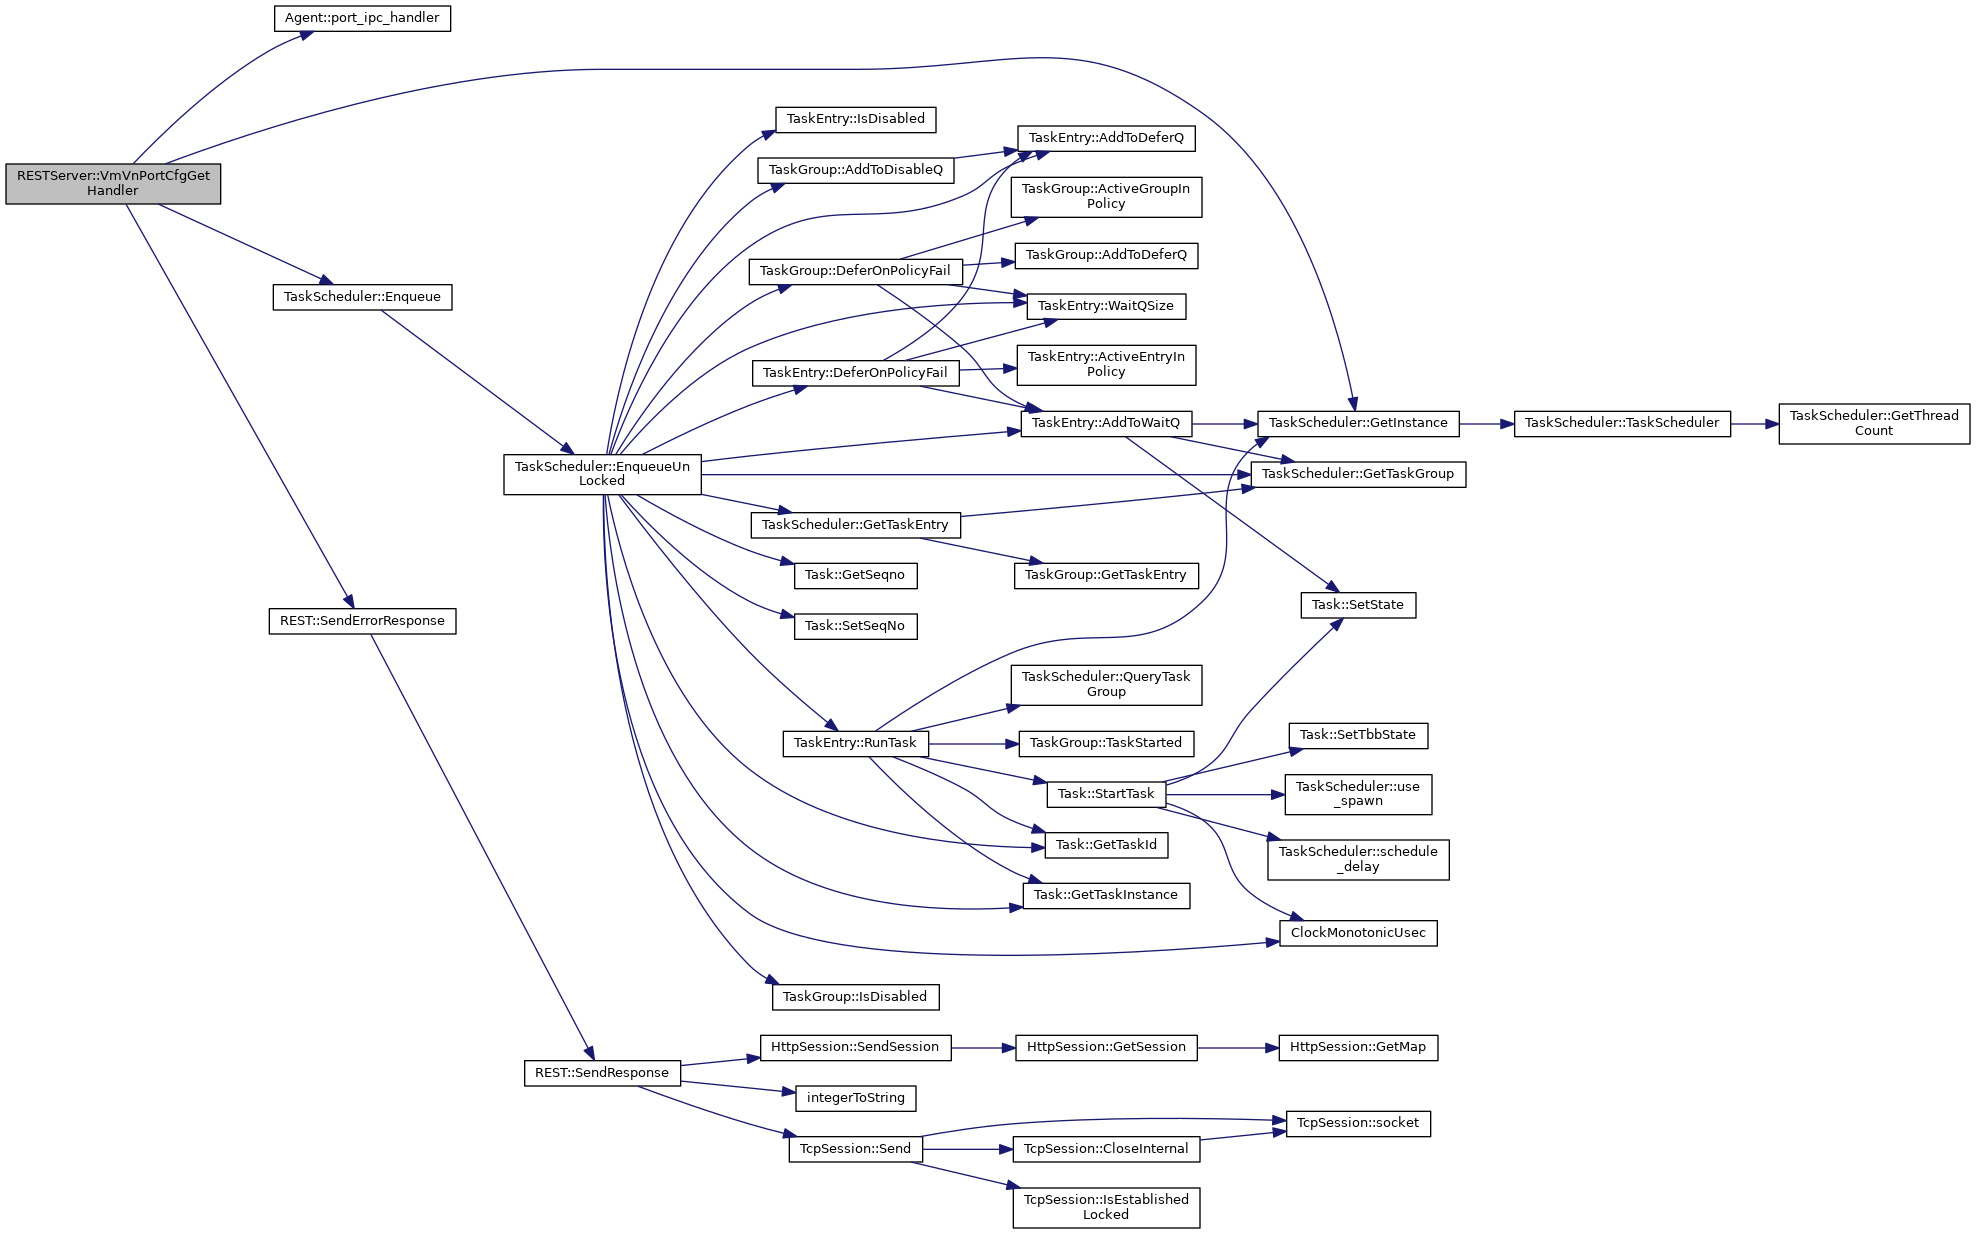 Agent::port_ipc_handler
RESTServer::VmVnPortCfgGet
Handler
TaskScheduler::Enqueue
REST::SendErrorResponse
TaskScheduler::EnqueueUn
Locked
REST::SendResponse
TaskEntry::IsDisabled
TaskGroup::AddToDisableQ
TaskGroup::DeferOnPolicyFail
TaskEntry::DeferOnPolicyFail
TaskScheduler::GetTaskEntry
Task::GetSeqno
Task::SetSeqNo
TaskEntry::RunTask
TaskGroup::IsDisabled
HttpSession::SendSession
integerToString
TcpSession::Send
TaskEntry::AddToDeferQ
TaskGroup::ActiveGroupIn
Policy
TaskGroup::AddToDeferQ
TaskEntry::WaitQSize
TaskEntry::ActiveEntryIn
Policy
TaskEntry::AddToWaitQ
TaskGroup::GetTaskEntry
TaskScheduler::QueryTask
Group
TaskGroup::TaskStarted
Task::StartTask
Task::GetTaskId
Task::GetTaskInstance
HttpSession::GetSession
TcpSession::CloseInternal
TcpSession::IsEstablished
Locked
TaskScheduler::GetInstance
TaskScheduler::GetTaskGroup
Task::SetState
Task::SetTbbState
TaskScheduler::use
_spawn
TaskScheduler::schedule
_delay
ClockMonotonicUsec
HttpSession::GetMap
TcpSession::socket
TaskScheduler::TaskScheduler
TaskScheduler::GetThread
Count